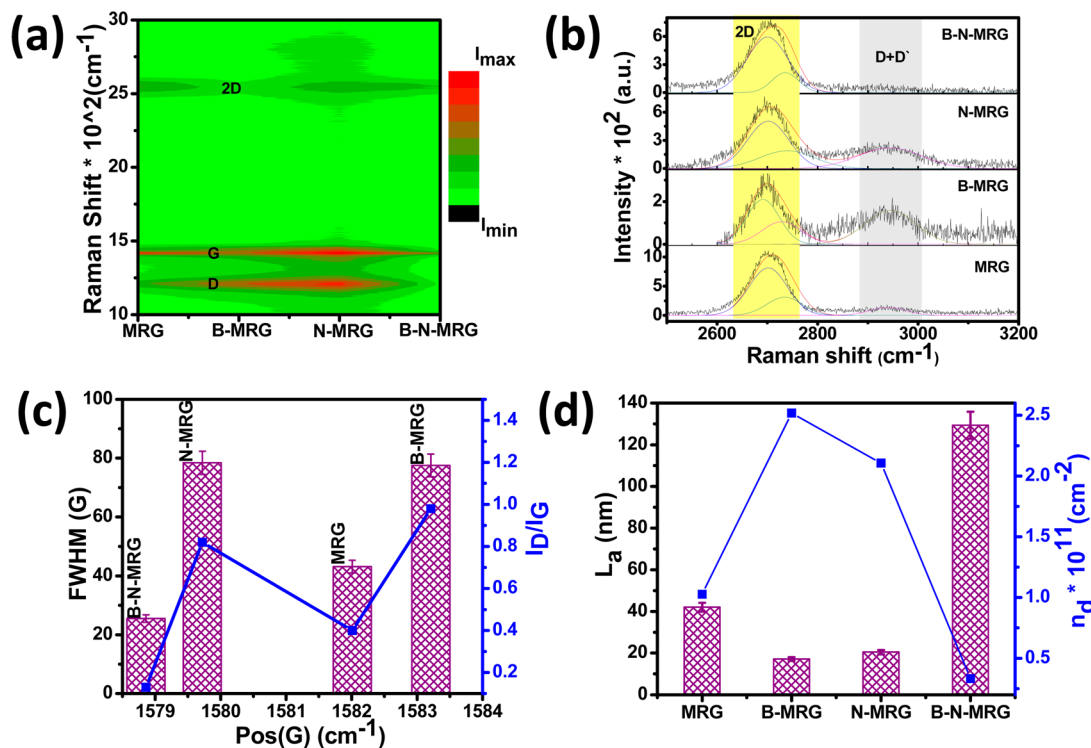 (a)
30
25
20
15
10
Raman Shift * 10^2(cm-1)
2D
G
D
MRG B-MRG N-MRG B-N-MRG
Imax
Imin
(b)
2D
D+D`
B-N-MRG
6
3
0
N-MRG
6
3
0
B-MRG
2
0
MRG
10
5
0
Intensity * 10² (a.u.)
2600 2800 3000 3200
Raman shift (cm-1)
(c)
100
80
60
40
20
0
FWHM (G)
B-N-MRG
N-MRG
MRG
B-MRG
1.4
1.2
1.0
0.8
0.6
0.4
0.2
ID/IG
1579 1580 1581 1582 1583 1584
Pos(G) (cm-1)
(d)
140
120
100
80
60
40
20
0
La (nm)
2.5
2.0
1.5
1.0
0.5
nd * 10¹¹(cm-2)
MRG B-MRG N-MRG B-N-MRG